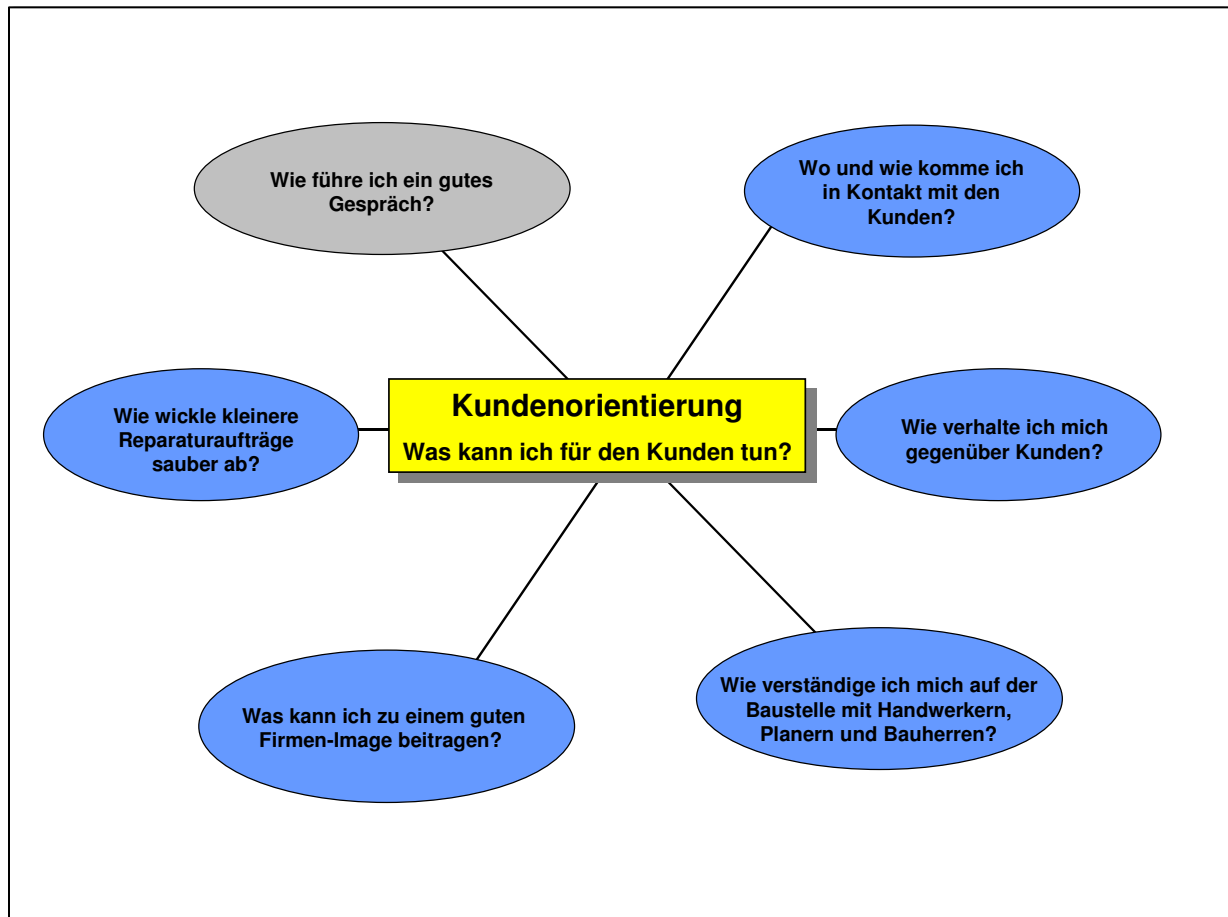 Wie führe ich ein gutes
Gespräch?
Wo und wie komme ich
in Kontakt mit den
Kunden?
Wie wickle kleinere
Reparaturaufträge
sauber ab?
Kundenorientierung
Was kann ich für den Kunden tun?
Wie verhalte ich mich
gegenüber Kunden?
Was kann ich zu einem guten
Firmen-Image beitragen?
Wie verständige ich mich auf der
Baustelle mit Handwerkern,
Planern und Bauherren?